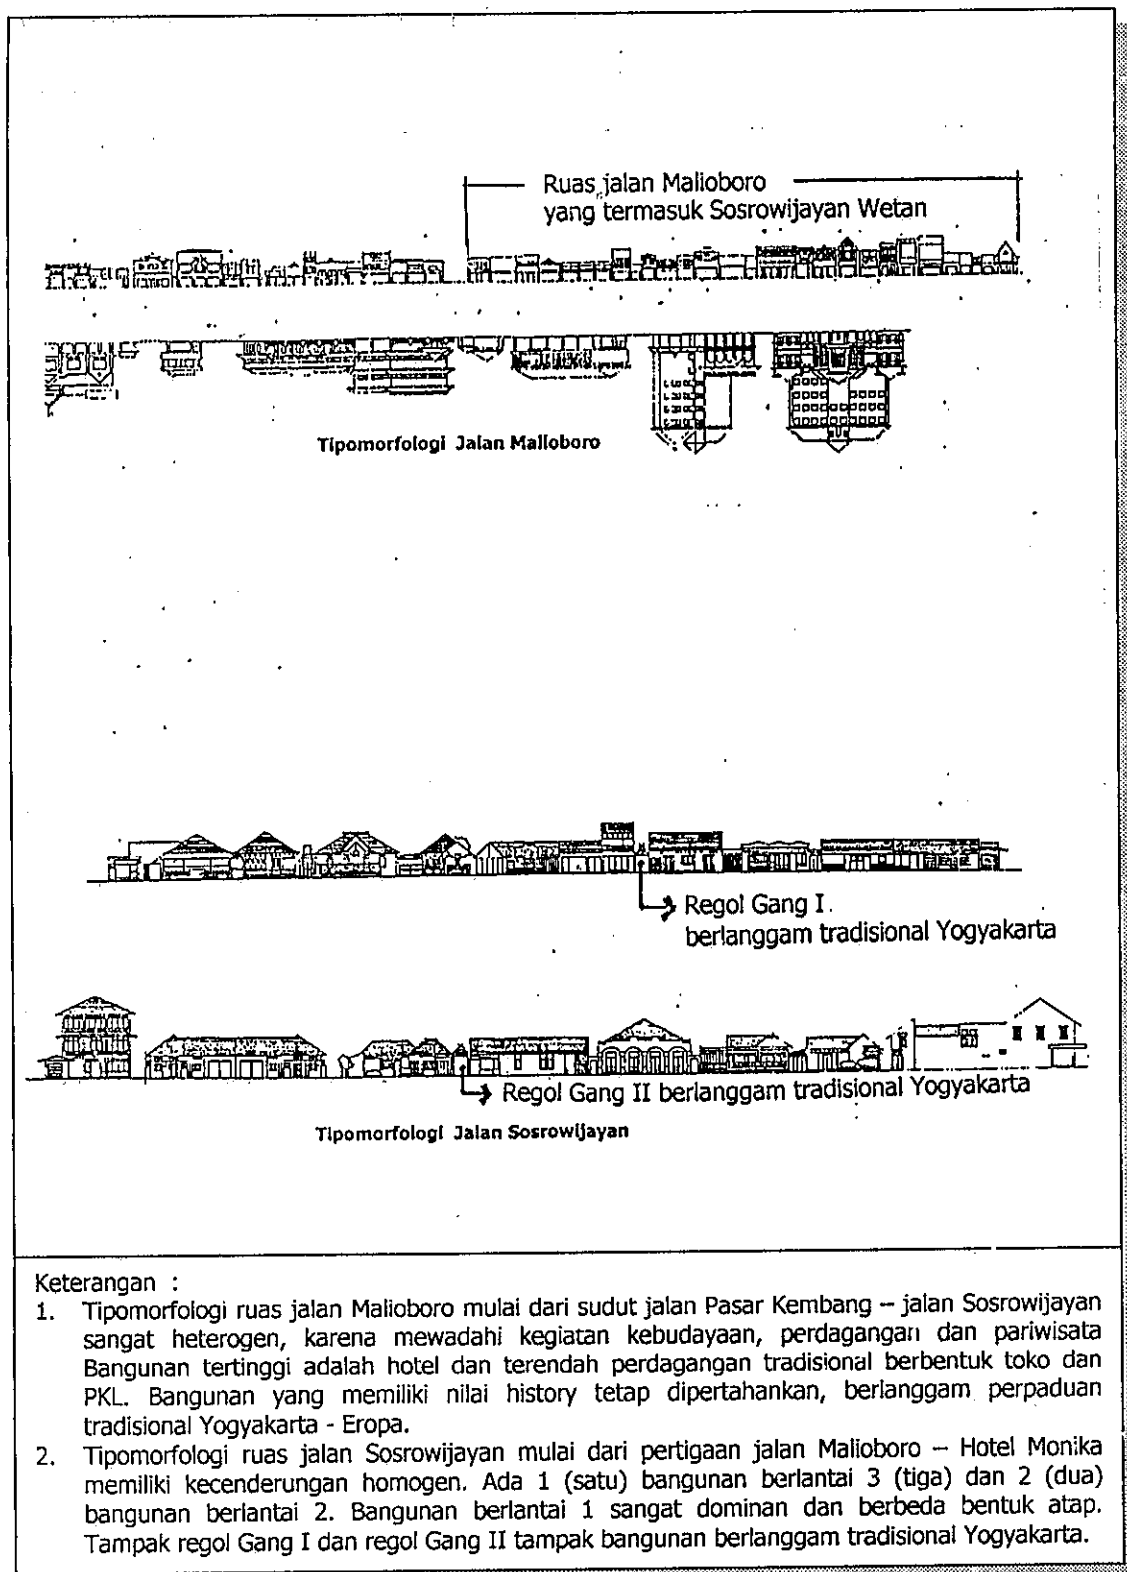 Ruas jalan Malioboro
yang termasuk Sosrowijayan Wetan
Tipomorfologi Jalan Malioboro
Regol Gang I.
berlanggam tradisional Yogyakarta
Regol Gang II berlanggam tradisional Yogyakarta
Tipomorfologi Jalan Sosrowijayan
Keterangan :
1. Tipomorfologi ruas jalan Malioboro mulai dari sudut jalan Pasar Kembang – jalan Sosrowijayan
sangat heterogen, karena mewadahi kegiatan kebudayaan, perdagangan dan pariwisata
Bangunan tertinggi adalah hotel dan terendah perdagangan tradisional berbentuk toko dan
PKL. Bangunan yang memiliki nilai history tetap dipertahankan, berlanggam perpaduan
tradisional Yogyakarta - Eropa.
2. Tipomorfologi ruas jalan Sosrowijayan mulai dari pertigaan jalan Malioboro – Hotel Monika
memiliki kecenderungan homogen. Ada 1 (satu) bangunan berlantai 3 (tiga) dan 2 (dua)
bangunan berlantai 2. Bangunan berlantai 1 sangat dominan dan berbeda bentuk atap.
Tampak regol Gang I dan regol Gang II tampak bangunan berlanggam tradisional Yogyakarta.